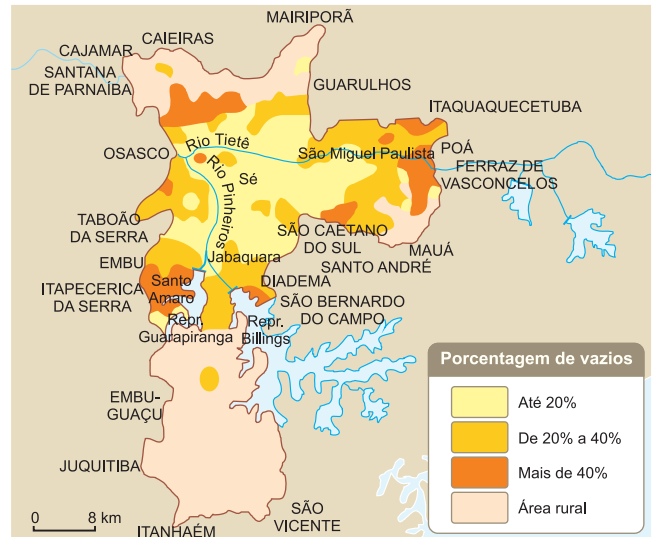 MAIRIPORÃ
CAIEIRAS
CAJAMAR
SANTANA
DE PARNAÍBA
GUARULHOS
ITAQUAQUECETUBA
Rio Tietê
OSASCO
São Miguel Paulista
POÁ
FERRAZ DE
VASCONCELOS
Rio Pinheiros
Sé
TABOÃO
DA SERRA
SÃO CAETANO
DO SUL
MAUÁ
SANTO ANDRÉ
EMBU
Jabaquara
ITAPECERICA
DA SERRA
Santo
Amaro
DIADEMA
SÃO BERNARDO
DO CAMPO
Repr.
Guarapiranga
Repr.
Billings
EMBU-
GUAÇU
JUQUITIBA
SÃO
VICENTE
ITANHAÉM
0 8 km
Porcentagem de vazios
Até 20%
De 20% a 40%
Mais de 40%
Área rural